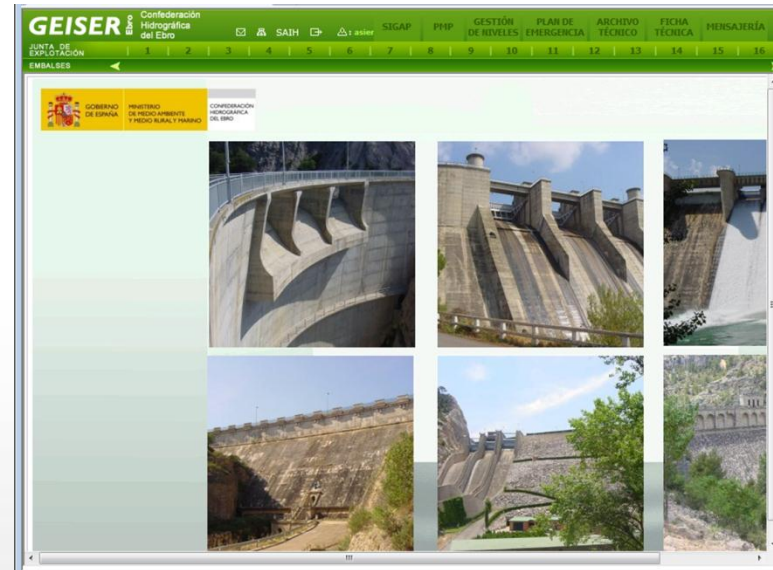 GEISER Ebro
Confederación
Hidrográfica
del Ebro
SAIH
: asier
SIGAP
PMP
GESTIÓN
DE NIVELES
PLAN DE
EMERGENCIA
ARCHIVO
TÉCNICO
FICHA
TÉCNICA
MENSAJERÍA
JUNTA DE
EXPLOTACIÓN
1 | 2 | 3 | 4 | 5 | 6 | 7 | 8 | 9 | 10 | 11 | 12 | 13 | 14 | 15 | 16
EMBALSES
GOBIERNO
DE ESPAÑA
MINISTERIO
DE MEDIO AMBIENTE
Y MEDIO RURAL Y MARINO
CONFEDERACIÓN
HIDROGRÁFICA
DEL EBRO